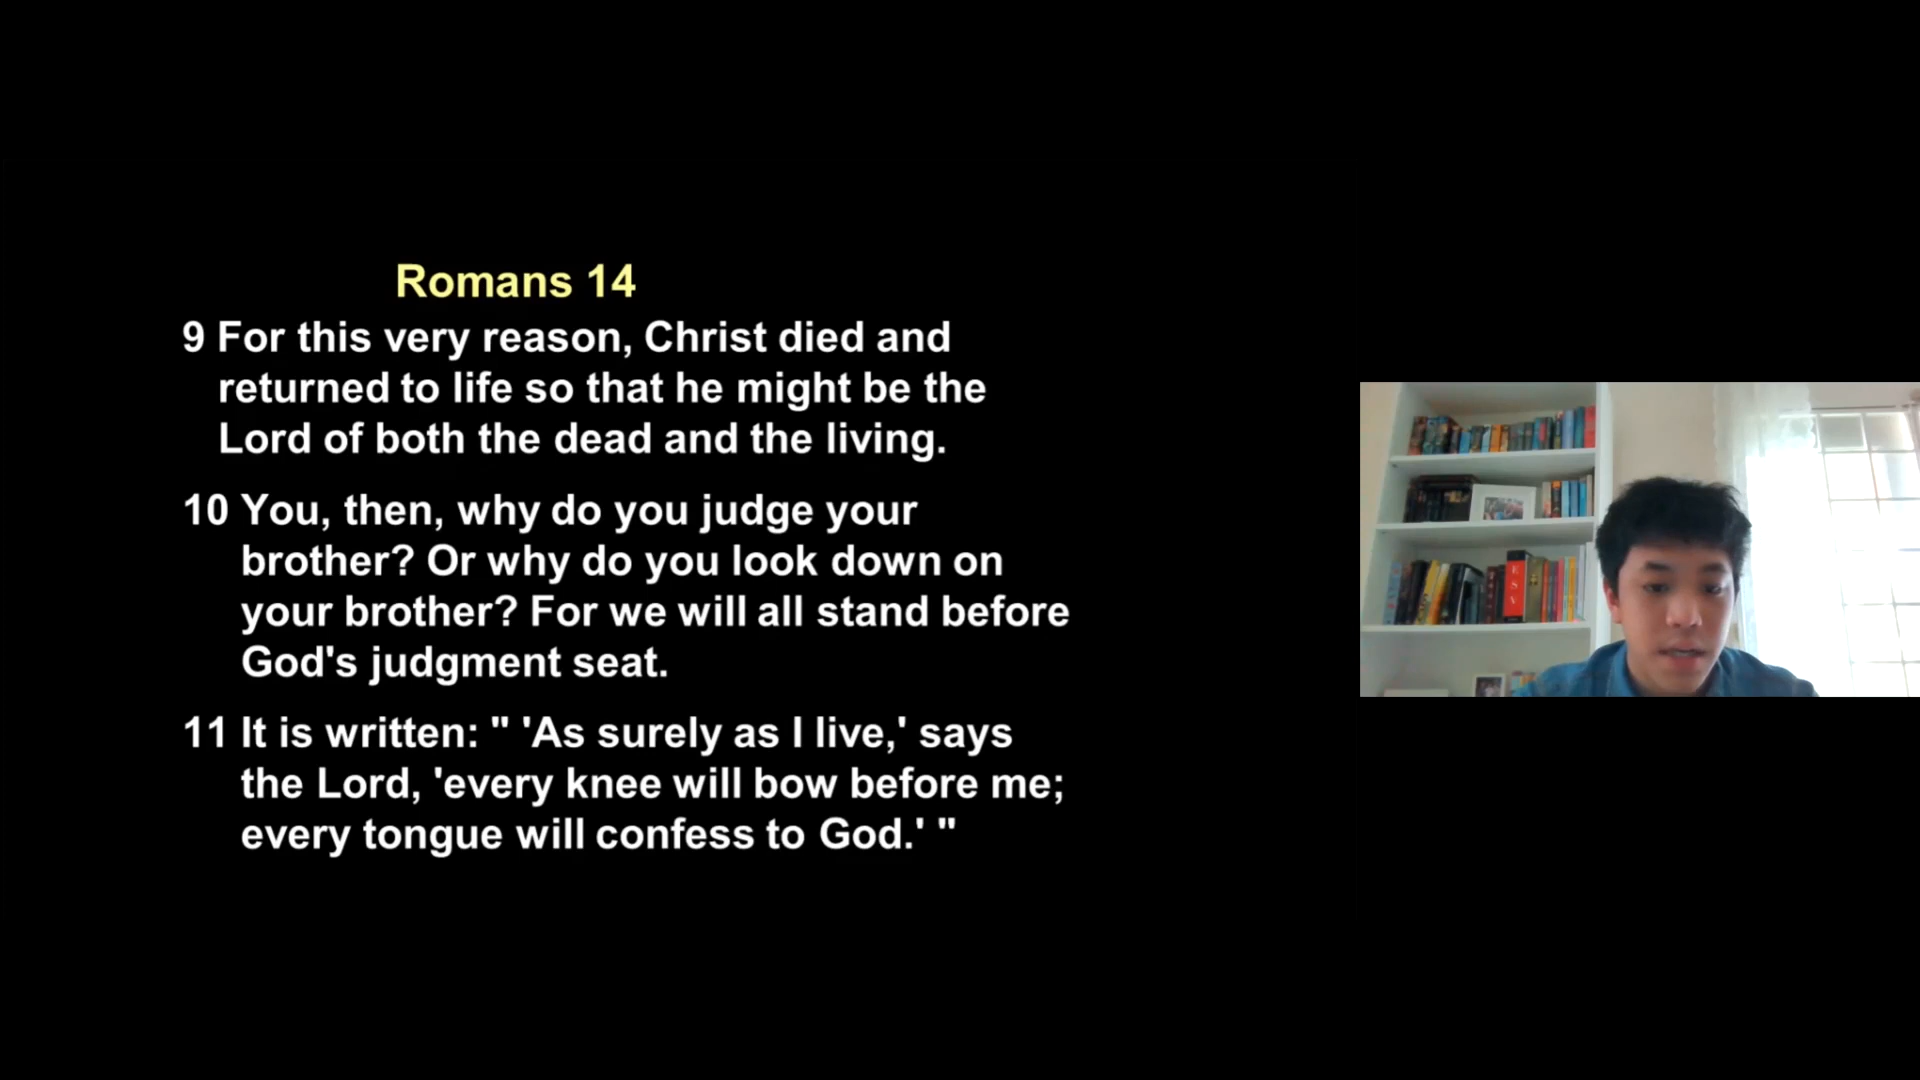 Romans 14
9 For this very reason, Christ died and
returned to life so that he might be the
Lord of both the dead and the living.
10 You, then, why do you judge your
brother? Or why do you look down on
your brother? For we will all stand before
God's judgment seat.
11 It is written: " 'As surely as I live,' says
the Lord, 'every knee will bow before me;
every tongue will confess to God.' "
ESV